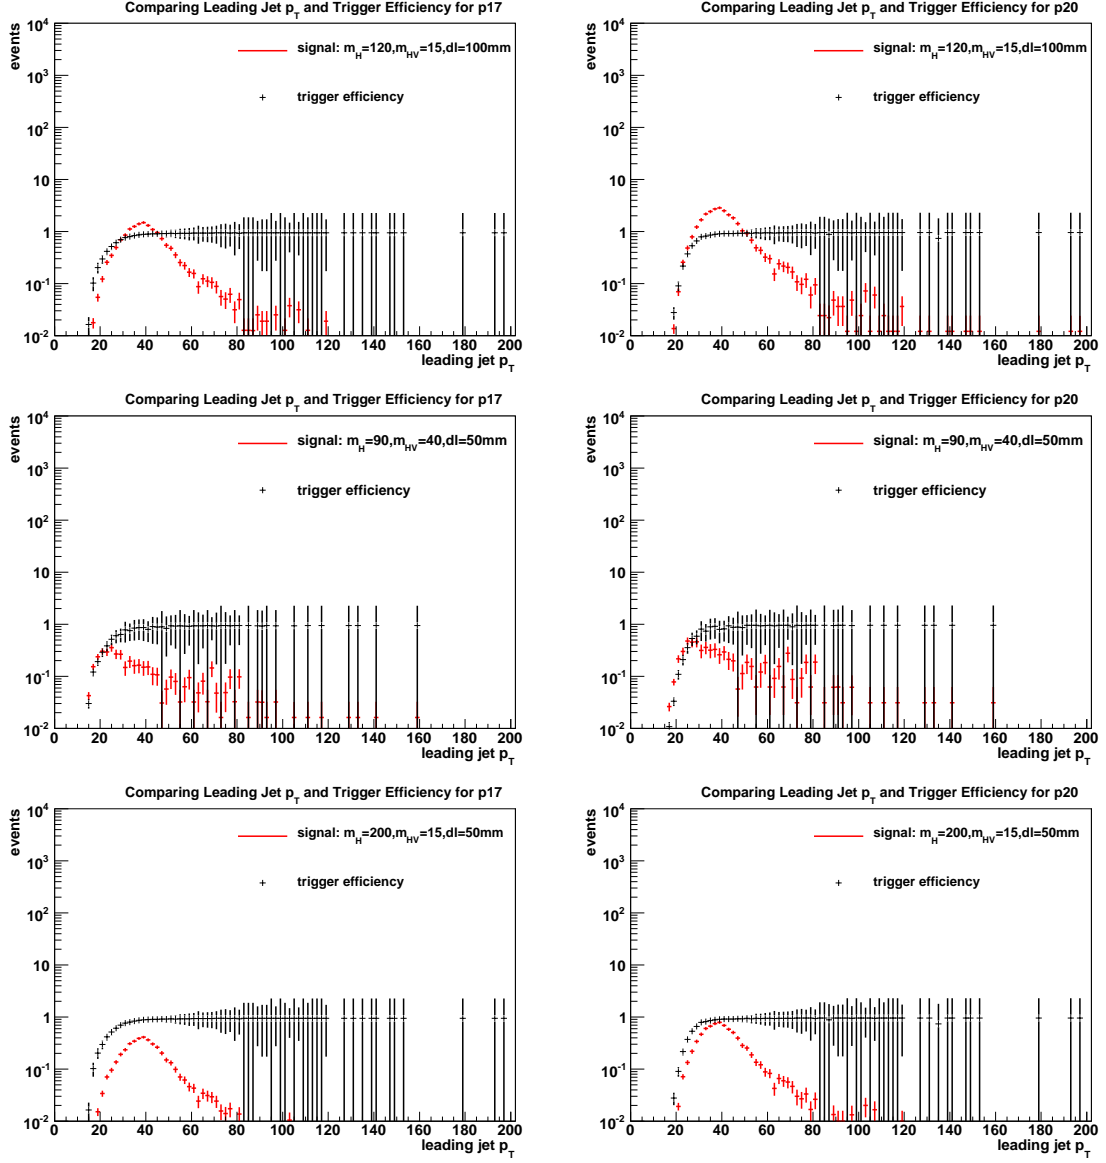 Comparing Leading Jet p_T and Trigger Efficiency for p17
events
10^4
10^3
10^2
10
1
10^-1
10^-2
signal: m_H=120,m_HV=15,dl=100mm
trigger efficiency
0 20 40 60 80 100 120 140 160 180 200
leading jet p_T
Comparing Leading Jet p_T and Trigger Efficiency for p20
events
10^4
10^3
10^2
10
1
10^-1
10^-2
signal: m_H=120,m_HV=15,dl=100mm
trigger efficiency
0 20 40 60 80 100 120 140 160 180 200
leading jet p_T
Comparing Leading Jet p_T and Trigger Efficiency for p17
events
10^4
10^3
10^2
10
1
10^-1
10^-2
signal: m_H=90,m_HV=40,dl=50mm
trigger efficiency
0 20 40 60 80 100 120 140 160 180 200
leading jet p_T
Comparing Leading Jet p_T and Trigger Efficiency for p20
events
10^4
10^3
10^2
10
1
10^-1
10^-2
signal: m_H=90,m_HV=40,dl=50mm
trigger efficiency
0 20 40 60 80 100 120 140 160 180 200
leading jet p_T
Comparing Leading Jet p_T and Trigger Efficiency for p17
events
10^4
10^3
10^2
10
1
10^-1
10^-2
signal: m_H=200,m_HV=15,dl=50mm
trigger efficiency
0 20 40 60 80 100 120 140 160 180 200
leading jet p_T
Comparing Leading Jet p_T and Trigger Efficiency for p20
events
10^4
10^3
10^2
10
1
10^-1
10^-2
signal: m_H=200,m_HV=15,dl=50mm
trigger efficiency
0 20 40 60 80 100 120 140 160 180 200
leading jet p_T